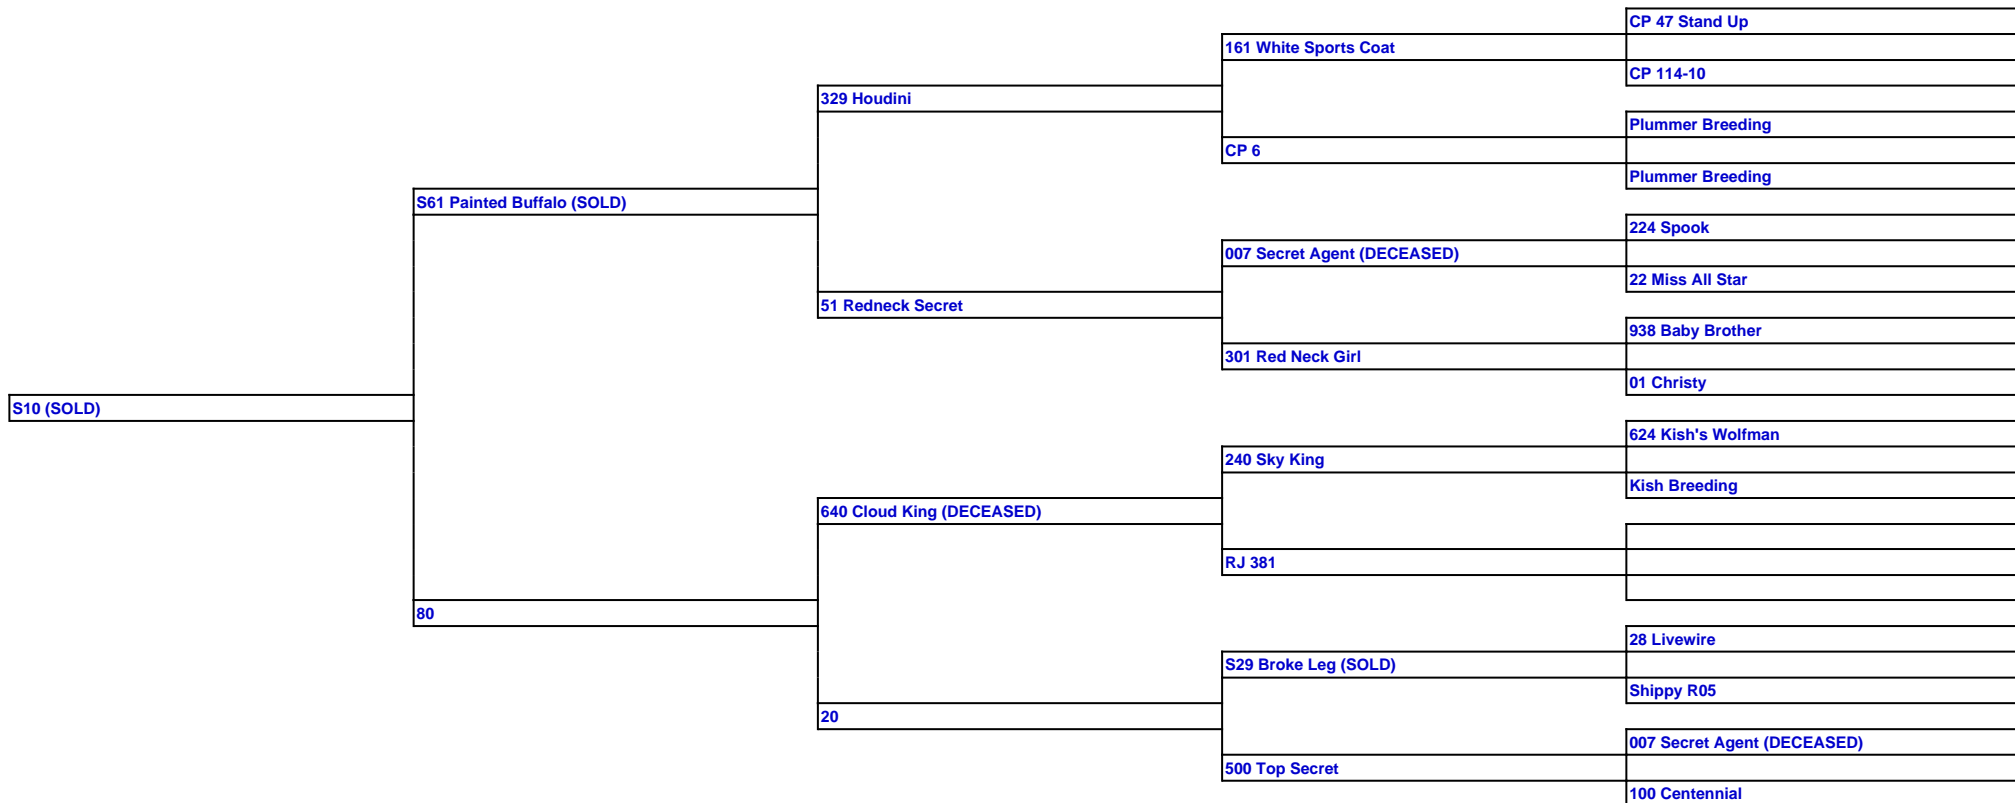 CP 47 Stand Up
161 White Sports Coat
CP 114-10
329 Houdini
Plummer Breeding
CP 6
Plummer Breeding
S61 Painted Buffalo (SOLD)
224 Spook
007 Secret Agent (DECEASED)
22 Miss All Star
51 Redneck Secret
938 Baby Brother
301 Red Neck Girl
01 Christy
S10 (SOLD)
624 Kish's Wolfman
240 Sky King
Kish Breeding
640 Cloud King (DECEASED)
RJ 381
80
28 Livewire
S29 Broke Leg (SOLD)
Shippy R05
20
007 Secret Agent (DECEASED)
500 Top Secret
100 Centennial